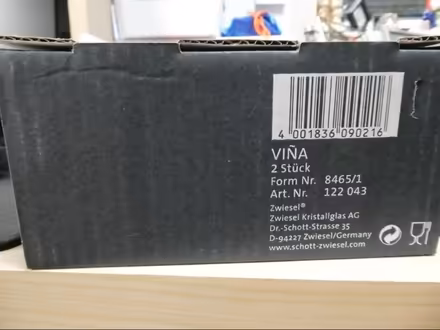 4 001836 090216
VIÑA
2 Stück
Form Nr. 8465/1
Art. Nr. 122 043
Zwiesel®
Zwiesel Kristallglas AG
Dr.-Schott-Strasse 35
D-94227 Zwiesel/Germany
www.schott-zwiesel.com